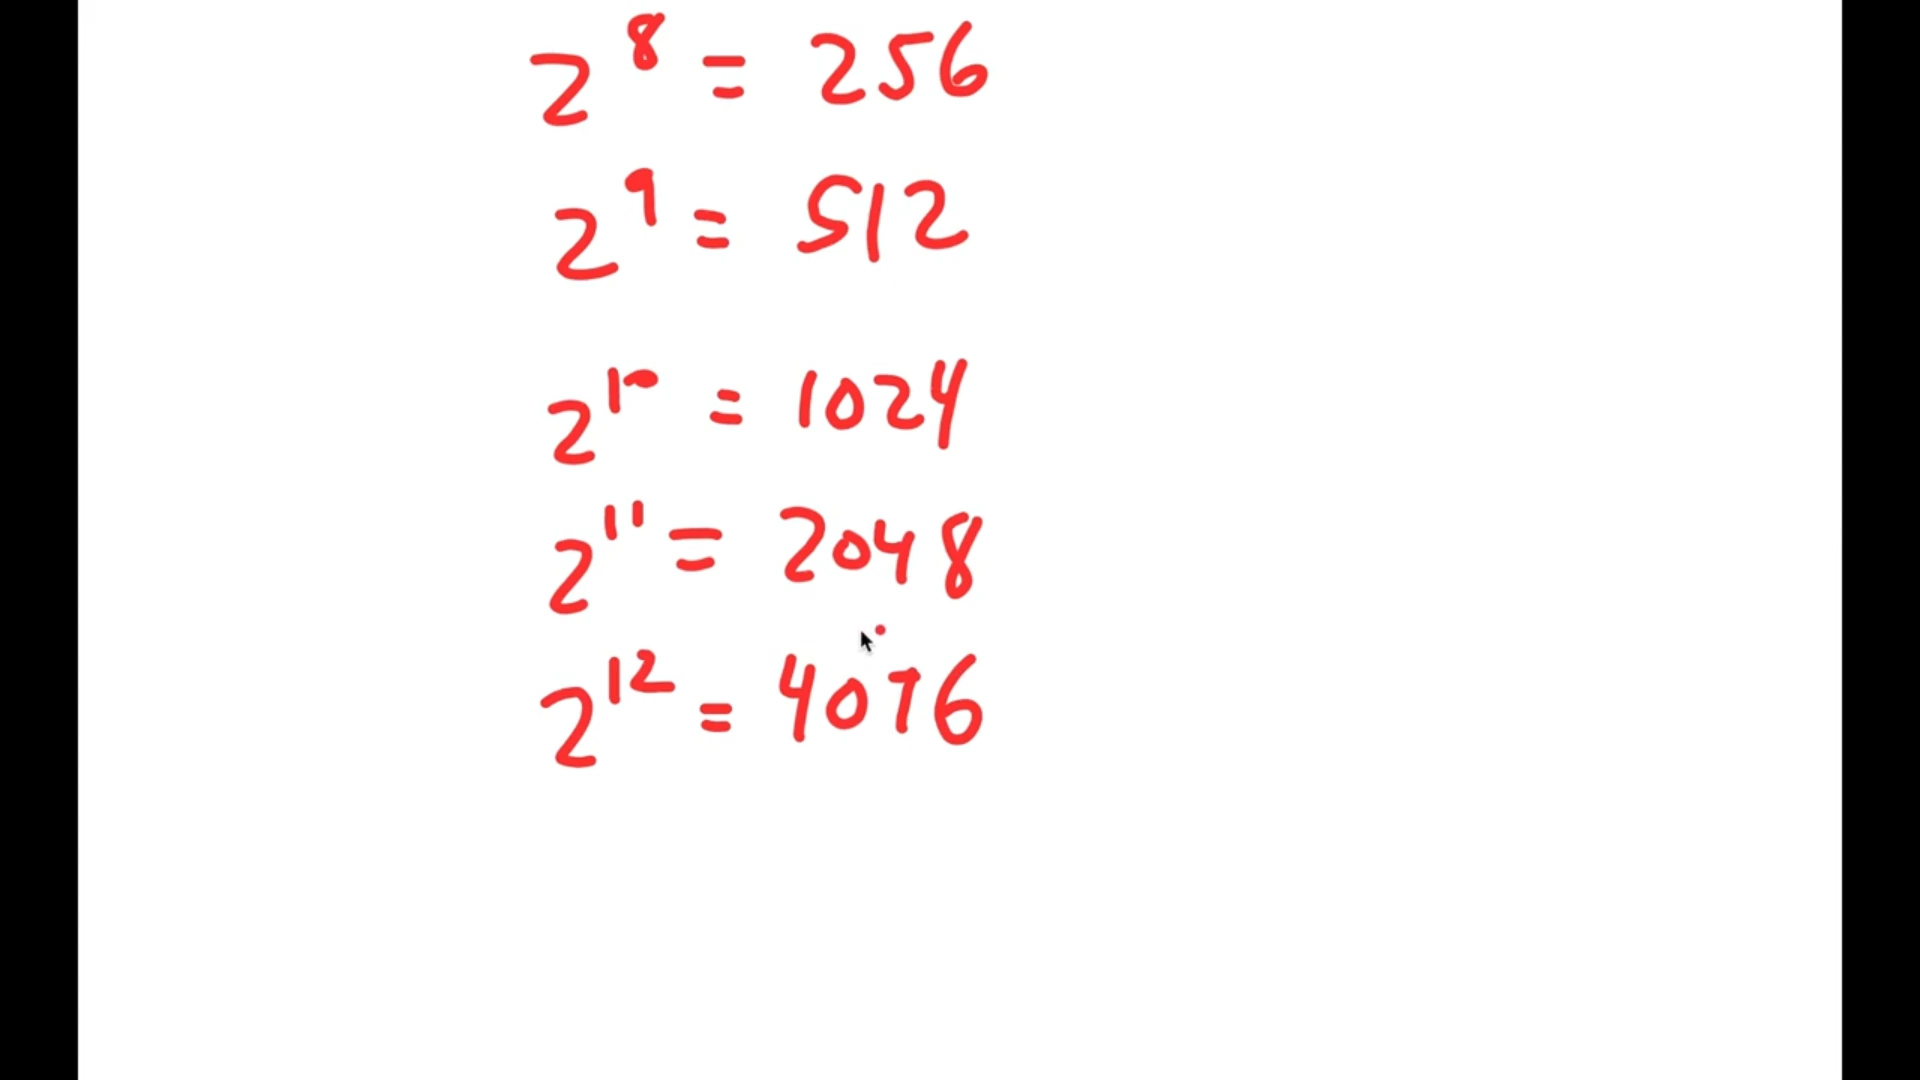 2^8 = 256
2^9 = 512
2^10 = 1024
2^11 = 2048
2^12 = 4096